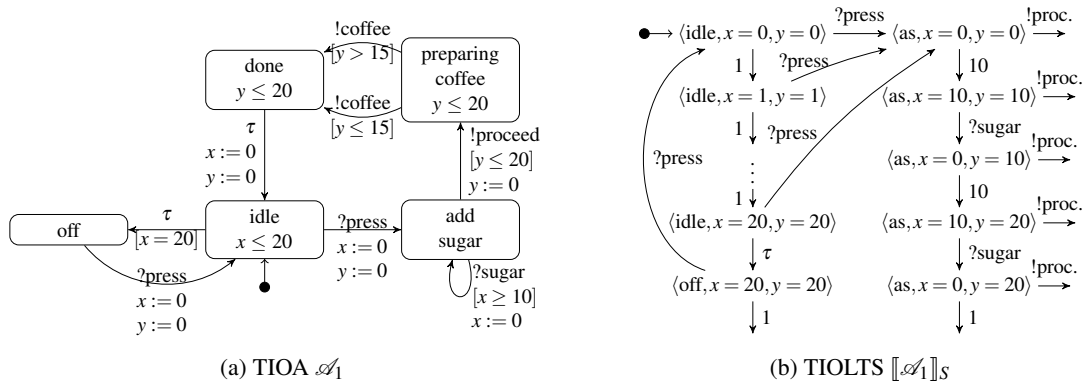 !coffee
[y > 15]
done
y ≤ 20
preparing
coffee
y ≤ 20
!coffee
[y ≤ 15]
τ
x := 0
y := 0
!proceed
[y ≤ 20]
y := 0
off
τ
[x = 20]
idle
x ≤ 20
?press
x := 0
y := 0
add
sugar
?press
x := 0
y := 0
?sugar
[x ≥ 10]
x := 0
(a) TIOA 𝒜₁
⟨idle, x = 0, y = 0⟩ ?press ⟨as, x = 0, y = 0⟩ !proc.
1 ?press 10
⟨idle, x = 1, y = 1⟩ ⟨as, x = 10, y = 10⟩ !proc.
1 ?press ?sugar
?press ⋮ ⟨as, x = 0, y = 10⟩ !proc.
1 10
⟨idle, x = 20, y = 20⟩ ⟨as, x = 10, y = 20⟩ !proc.
τ ?sugar
⟨off, x = 20, y = 20⟩ ⟨as, x = 0, y = 20⟩ !proc.
1 1
(b) TIOLTS ⟦𝒜₁⟧S